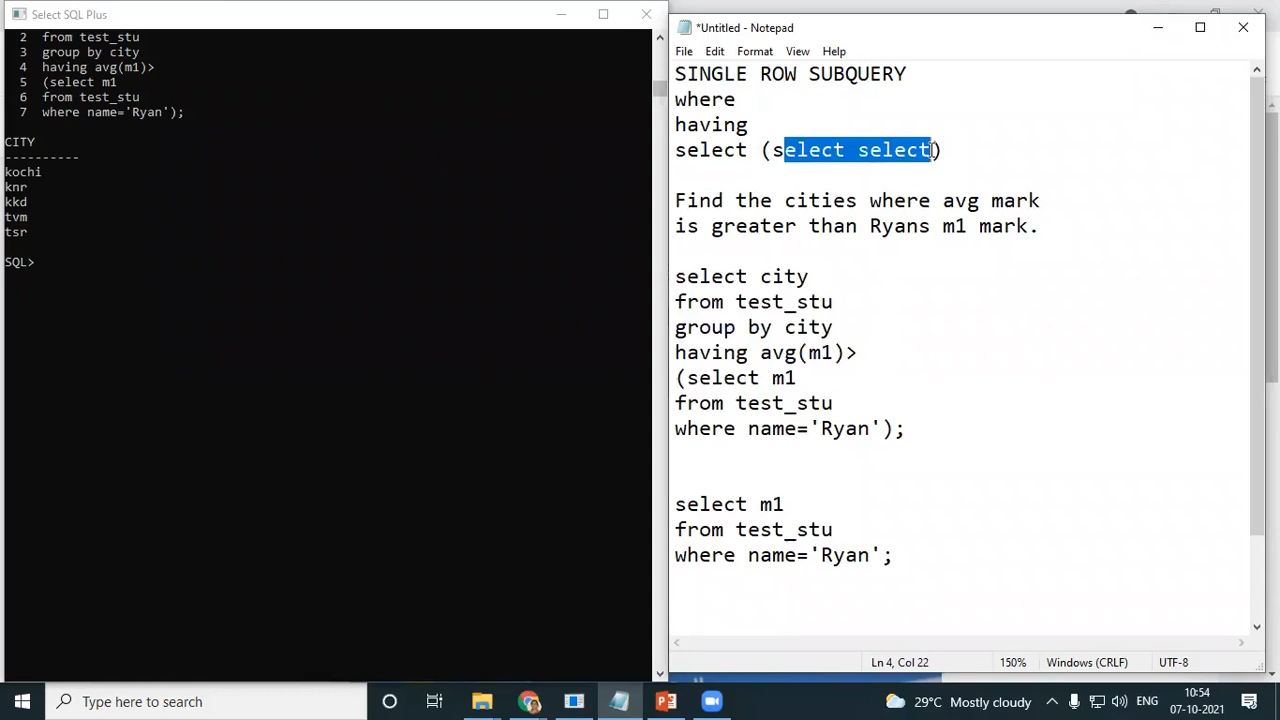 Select SQL Plus
2 from test_stu
3 group by city
4 having avg(m1)>
5 (select m1
6 from test_stu
7 where name='Ryan');
CITY
----------
kochi
knr
kkd
tvm
tsr
SQL>
*Untitled - Notepad
File Edit Format View Help
SINGLE ROW SUBQUERY
where
having
select (select select)
Find the cities where avg mark
is greater than Ryans m1 mark.
select city
from test_stu
group by city
having avg(m1)>
(select m1
from test_stu
where name='Ryan');
select m1
from test_stu
where name='Ryan';
Ln 4, Col 22 150% Windows (CRLF) UTF-8
Type here to search
29°C Mostly cloudy
ENG
10:54
07-10-2021